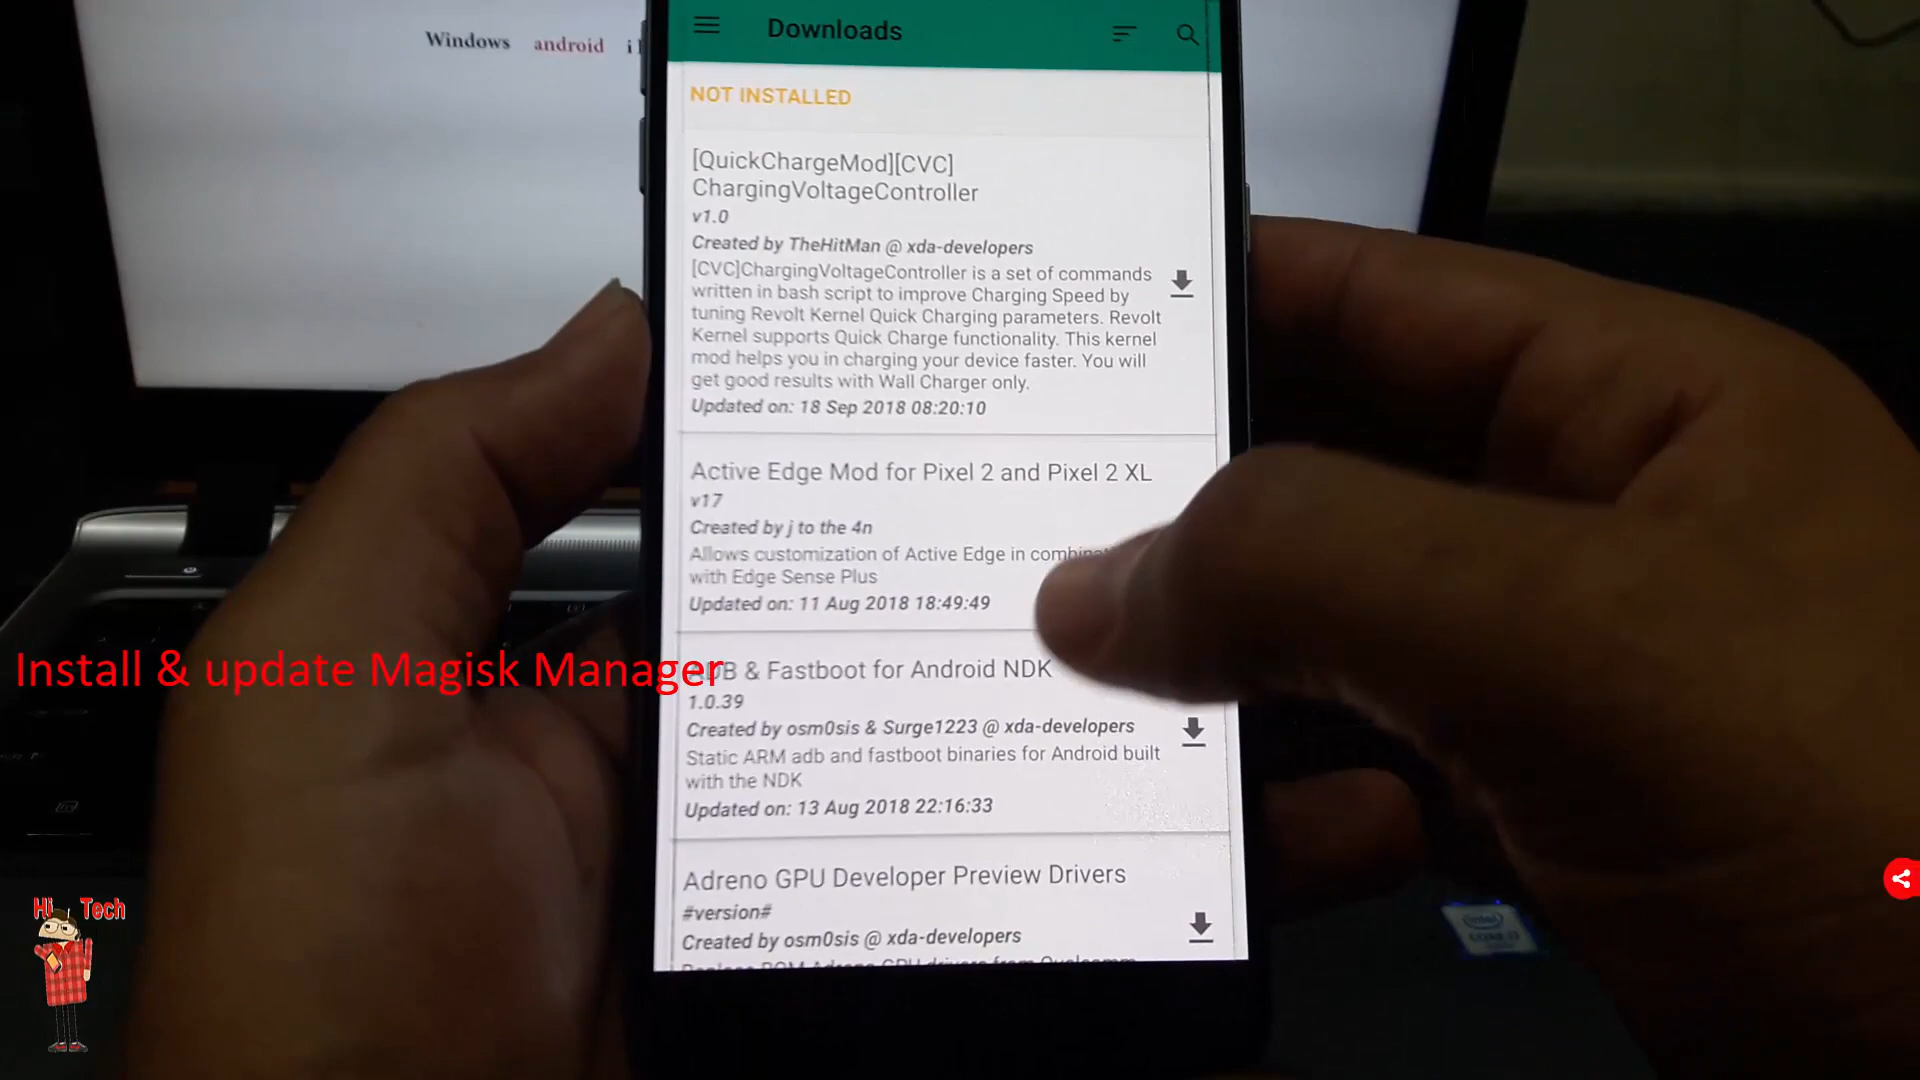 Windows android
Downloads
NOT INSTALLED
[QuickChargeMod][CVC]
ChargingVoltageController
v1.0
Created by TheHitMan @ xda-developers
[CVC]ChargingVoltageController is a set of commands
written in bash script to improve Charging Speed by
tuning Revolt Kernel Quick Charging parameters. Revolt
Kernel supports Quick Charge functionality. This kernel
mod helps you in charging your device faster. You will
get good results with Wall Charger only.
Updated on: 18 Sep 2018 08:20:10
Active Edge Mod for Pixel 2 and Pixel 2 XL
v17
Created by j to the 4n
Allows customization of Active Edge in
with Edge Sense Plus
Updated on: 11 Aug 2018 18:49:49
Install & update Magisk Manager
& Fastboot for Android NDK
1.0.39
Created by osm0sis & Surge1223 @ xda-developers
Static ARM adb and fastboot binaries for Android built
with the NDK
Updated on: 13 Aug 2018 22:16:33
Adreno GPU Developer Preview Drivers
#version#
Created by osm0sis @ xda-developers
Hi Tech
intel